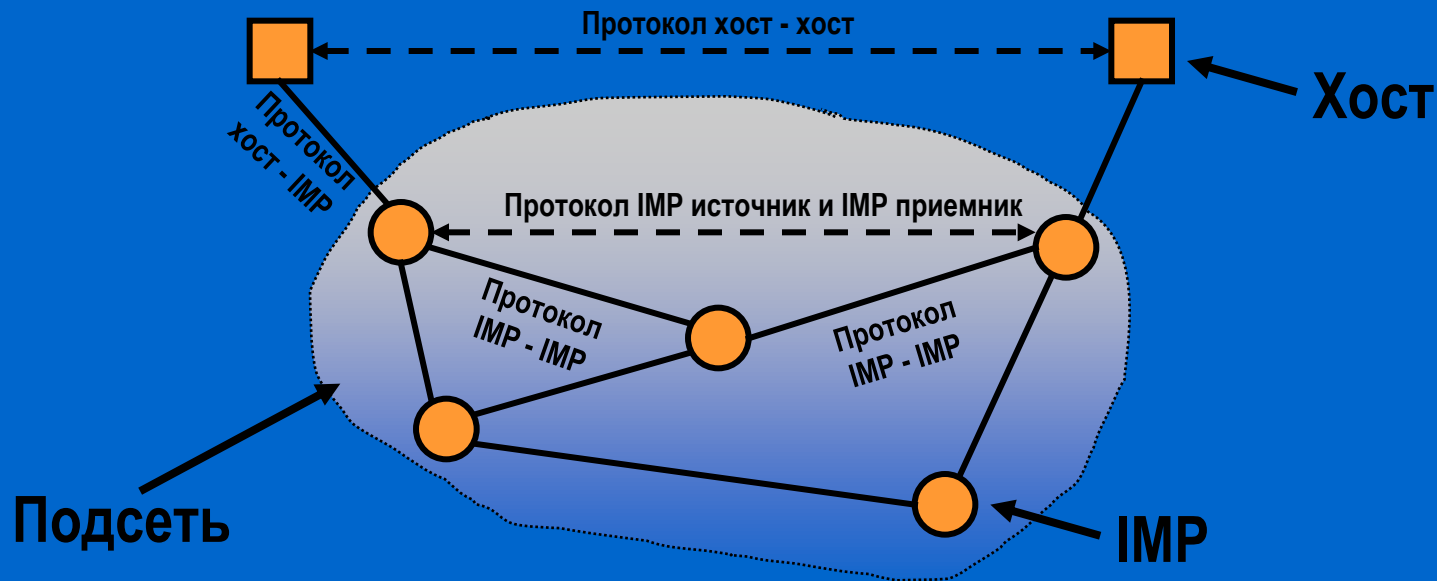 Протокол хост - хост
Хост
Протокол
хост - IMP
Протокол IMP источник и IMP приемник
Протокол
IMP - IMP
Протокол
IMP - IMP
Подсеть
IMP